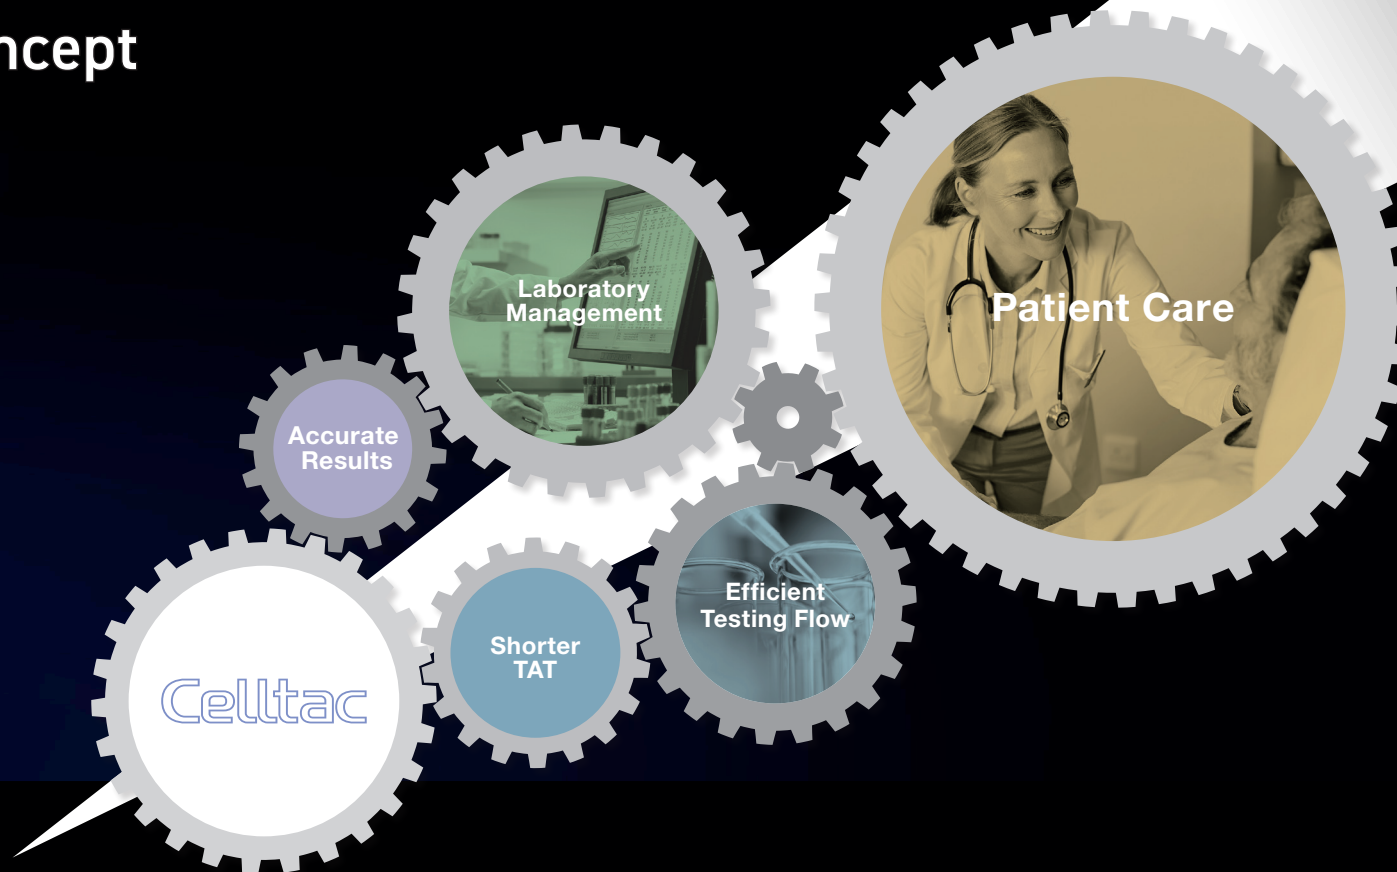 ncept
Laboratory
Management
Patient Care
Accurate
Results
Efficient
Testing Flow
Shorter
TAT
Celltac